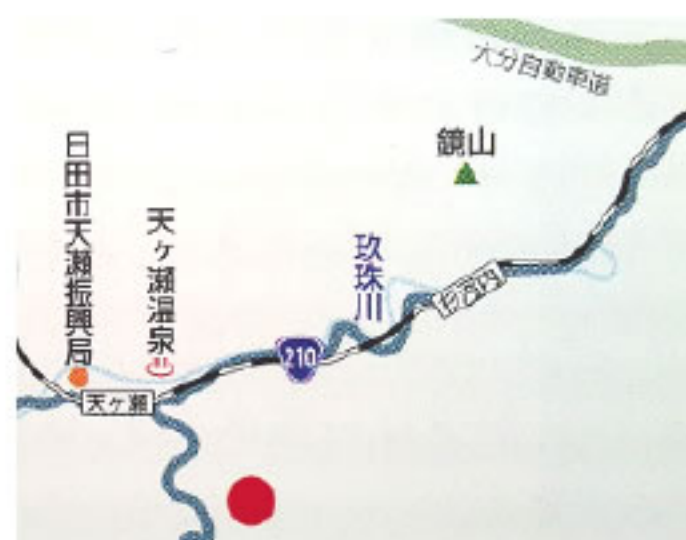 大分自動車道
鏡山
日田市天瀬振興局
天ヶ瀬温泉
玖珠川
杉河内
210
天ヶ瀬